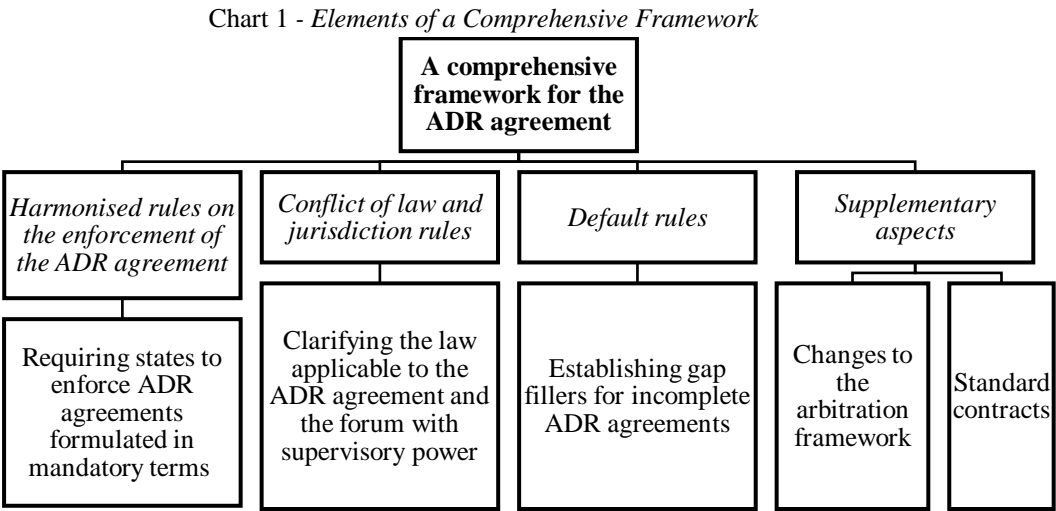 Chart 1 - Elements of a Comprehensive Framework
A comprehensive
framework for the
ADR agreement
Harmonised rules on
the enforcement of
the ADR agreement
Conflict of law and
jurisdiction rules
Default rules
Supplementary
aspects
Requiring states to
enforce ADR
agreements
formulated in
mandatory terms
Clarifying the law
applicable to the
ADR agreement and
the forum with
supervisory power
Establishing gap
fillers for incomplete
ADR agreements
Changes to
the
arbitration
framework
Standard
contracts